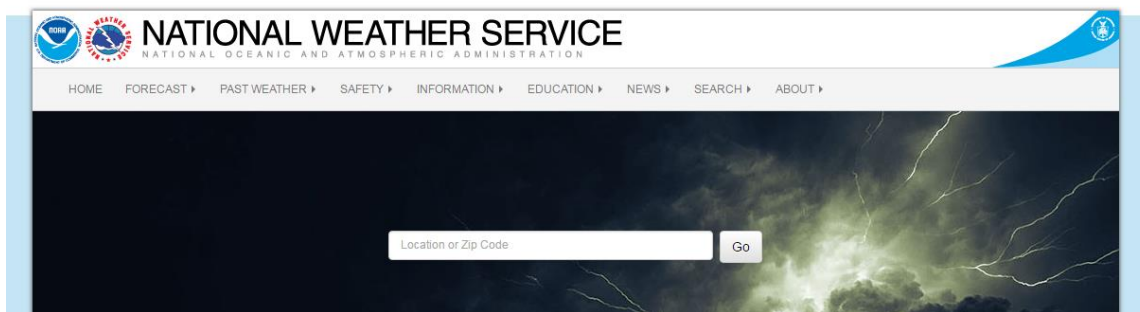 NOAA
NATIONAL WEATHER SERVICE
NATIONAL OCEANIC AND ATMOSPHERIC ADMINISTRATION
HOME FORECAST PAST WEATHER SAFETY INFORMATION EDUCATION NEWS SEARCH ABOUT
Location or Zip Code Go